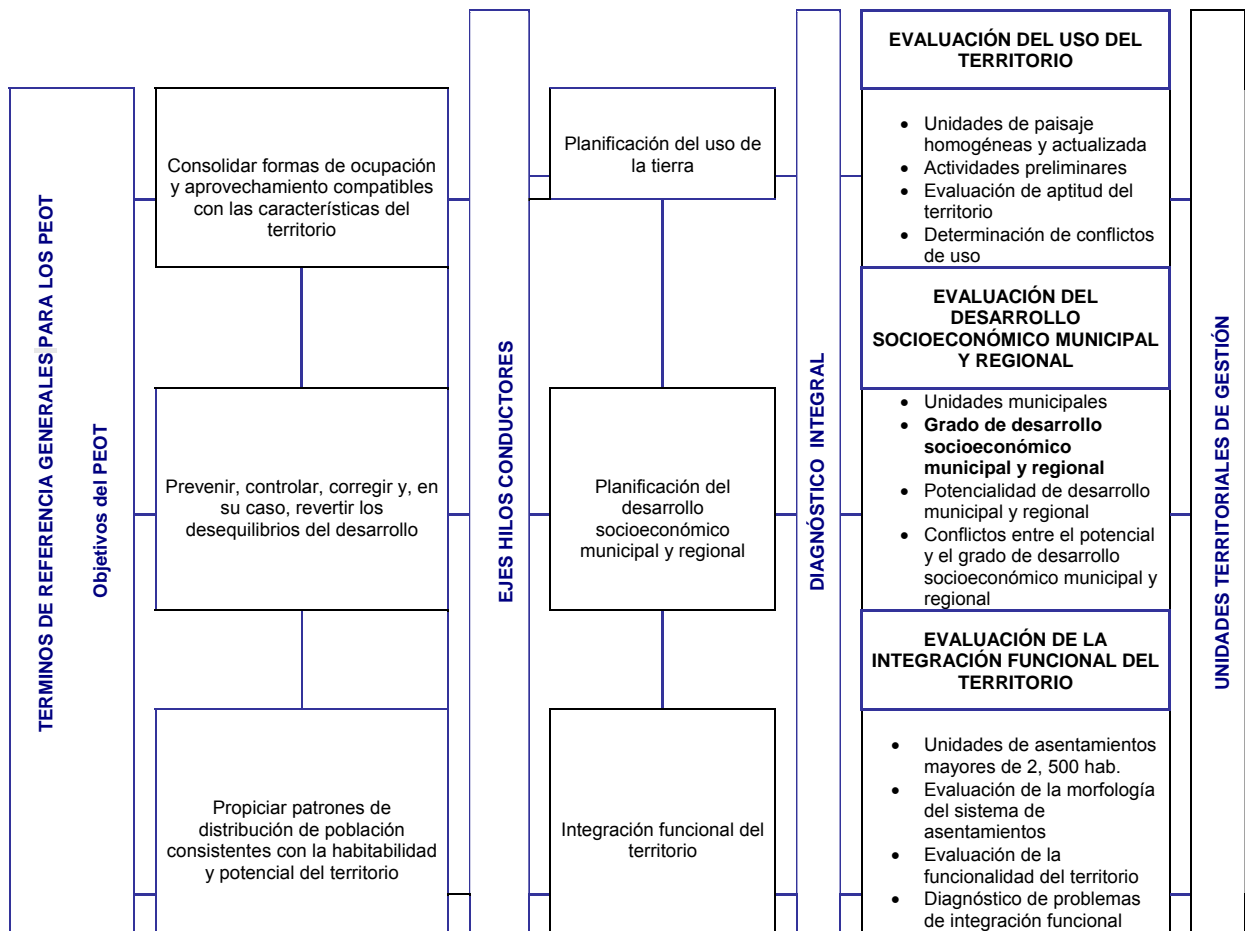 TERMINOS DE REFERENCIA GENERALES PARA LOS PEOT
Objetivos del PEOT
Consolidar formas de ocupación
y aprovechamiento compatibles
con las características del
territorio
Prevenir, controlar, corregir y, en
su caso, revertir los
desequilibrios del desarrollo
Propiciar patrones de
distribución de población
consistentes con la habitabilidad
y potencial del territorio
EJES HILOS CONDUCTORES
Planificación del uso de
la tierra
Planificación del
desarrollo
socioeconómico
municipal y regional
Integración funcional del
territorio
DIAGNÓSTICO INTEGRAL
EVALUACIÓN DEL USO DEL
TERRITORIO
• Unidades de paisaje
homogéneas y actualizada
• Actividades preliminares
• Evaluación de aptitud del
territorio
• Determinación de conflictos
de uso
EVALUACIÓN DEL
DESARROLLO
SOCIOECONÓMICO MUNICIPAL
Y REGIONAL
• Unidades municipales
• Grado de desarrollo
socioeconómico
municipal y regional
• Potencialidad de desarrollo
municipal y regional
• Conflictos entre el potencial
y el grado de desarrollo
socioeconómico municipal y
regional
EVALUACIÓN DE LA
INTEGRACIÓN FUNCIONAL DEL
TERRITORIO
• Unidades de asentamientos
mayores de 2, 500 hab.
• Evaluación de la morfología
del sistema de
asentamientos
• Evaluación de la
funcionalidad del territorio
• Diagnóstico de problemas
de integración funcional
UNIDADES TERRITORIALES DE GESTIÓN